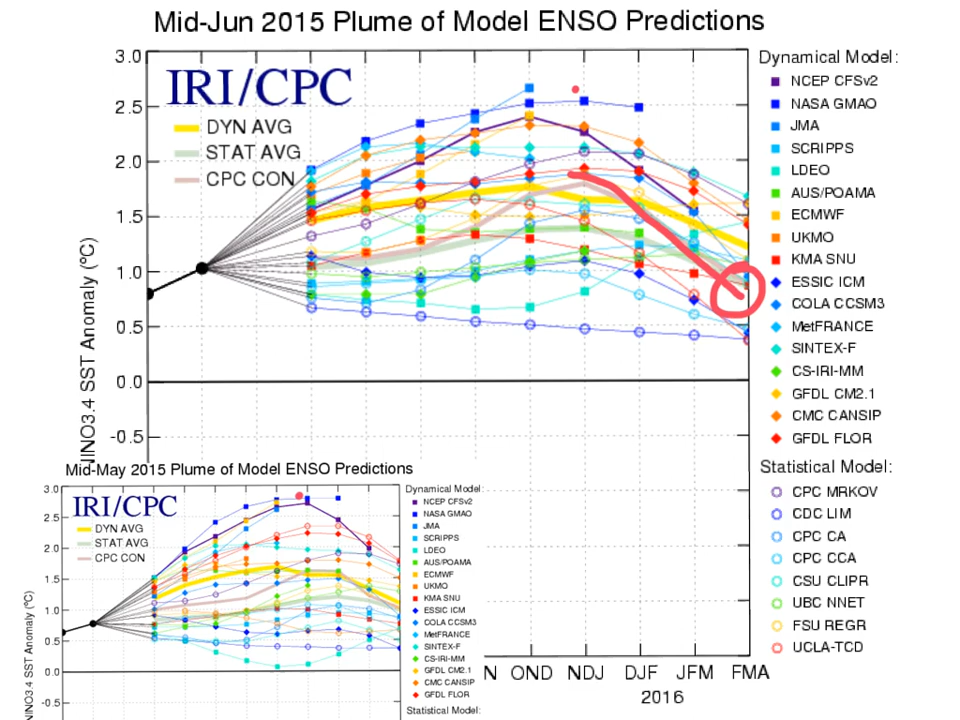 Mid-Jun 2015 Plume of Model ENSO Predictions
3.0
2.5
2.0
1.5
1.0
0.5
0.0
-0.5
NINO3.4 SST Anomaly (ºC)
IRI/CPC
DYN AVG
STAT AVG
CPC CON
Dynamical Model:
NCEP CFSv2
NASA GMAO
JMA
SCRIPPS
LDEO
AUS/POAMA
ECMWF
UKMO
KMA SNU
ESSIC ICM
COLA CCSM3
MetFRANCE
SINTEX-F
CS-IRI-MM
GFDL CM2.1
CMC CANSIP
GFDL FLOR
Statistical Model:
CPC MRKOV
CDC LIM
CPC CA
CPC CCA
CSU CLIPR
UBC NNET
FSU REGR
UCLA-TCD
N OND NDJ DJF JFM FMA
2016
Mid-May 2015 Plume of Model ENSO Predictions
3.0
2.5
2.0
1.5
1.0
0.5
0.0
-0.5
NINO3.4 SST Anomaly (ºC)
IRI/CPC
DYN AVG
STAT AVG
CPC CON
Dynamical Model:
NCEP CFSv2
NASA GMAO
JMA
SCRIPPS
LDEO
AUS/POAMA
ECMWF
UKMO
KMA SNU
ESSIC ICM
COLA CCSM3
MetFRANCE
SINTEX-F
CS-IRI-MM
GFDL CM2.1
CMC CANSIP
GFDL FLOR
Statistical Model: